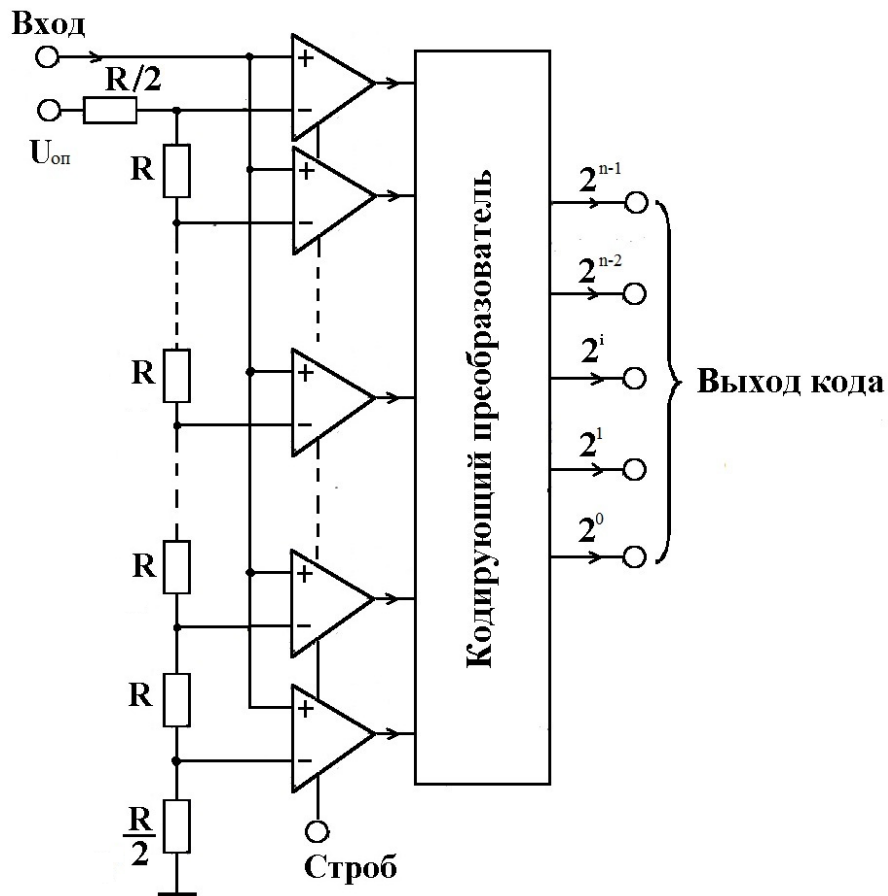 Вход
R/2
Uоп
R
R
R
R
R
2
+
−
+
−
+
−
+
−
+
−
Строб
Кодирующий преобразователь
2ⁿ⁻¹
2ⁿ⁻²
2ⁱ
2¹
2⁰
Выход кода